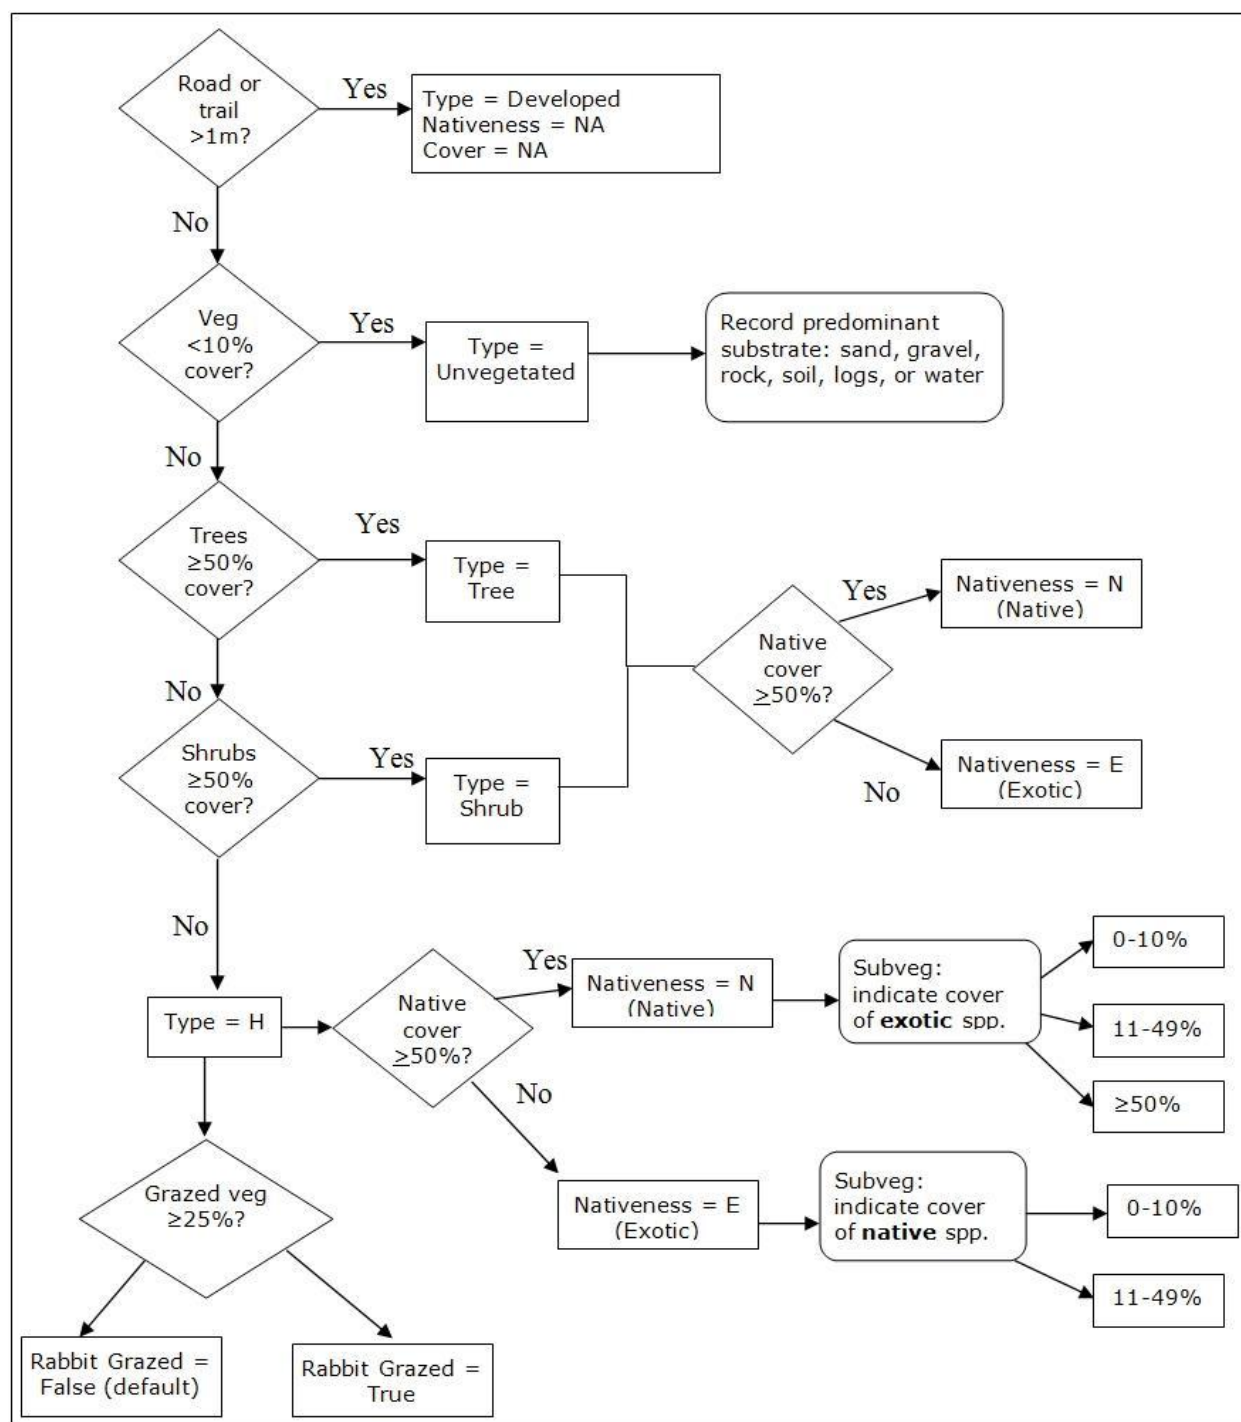 Road or
trail
>1m?
Yes
Type = Developed
Nativeness = NA
Cover = NA
No
Veg
<10%
cover?
Yes
Type =
Unvegetated
Record predominant
substrate: sand, gravel,
rock, soil, logs, or water
No
Trees
≥50%
cover?
Yes
Type =
Tree
Native
cover
≥50%?
Yes
Nativeness = N
(Native)
No
Nativeness = E
(Exotic)
No
Shrubs
≥50%
cover?
Yes
Type =
Shrub
No
Type = H
Native
cover
≥50%?
Yes
Nativeness = N
(Native)
Subveg:
indicate cover
of exotic spp.
0-10%
11-49%
≥50%
No
Nativeness = E
(Exotic)
Subveg:
indicate cover
of native spp.
0-10%
11-49%
Grazed veg
≥25%?
Rabbit Grazed =
False (default)
Rabbit Grazed =
True